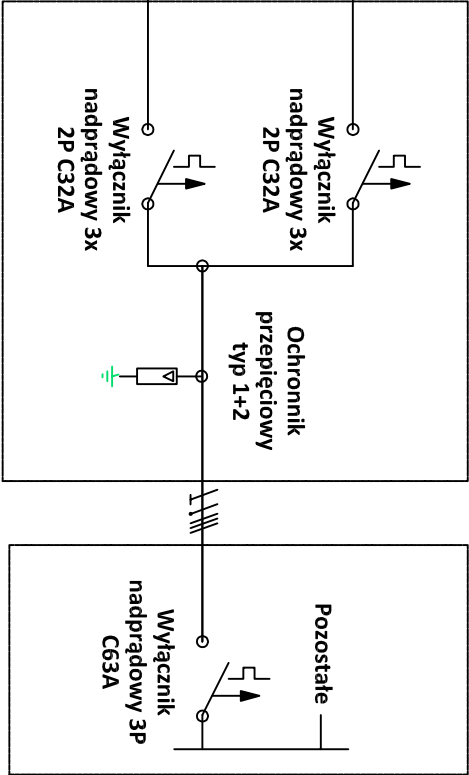 Wyłącznik
nadprądowy 3x
2P C32A
Wyłącznik
nadprądowy 3x
2P C32A
Ochronnik
przepięciowy
typ 1+2
Pozostałe
Wyłącznik
nadprądowy 3P
C63A